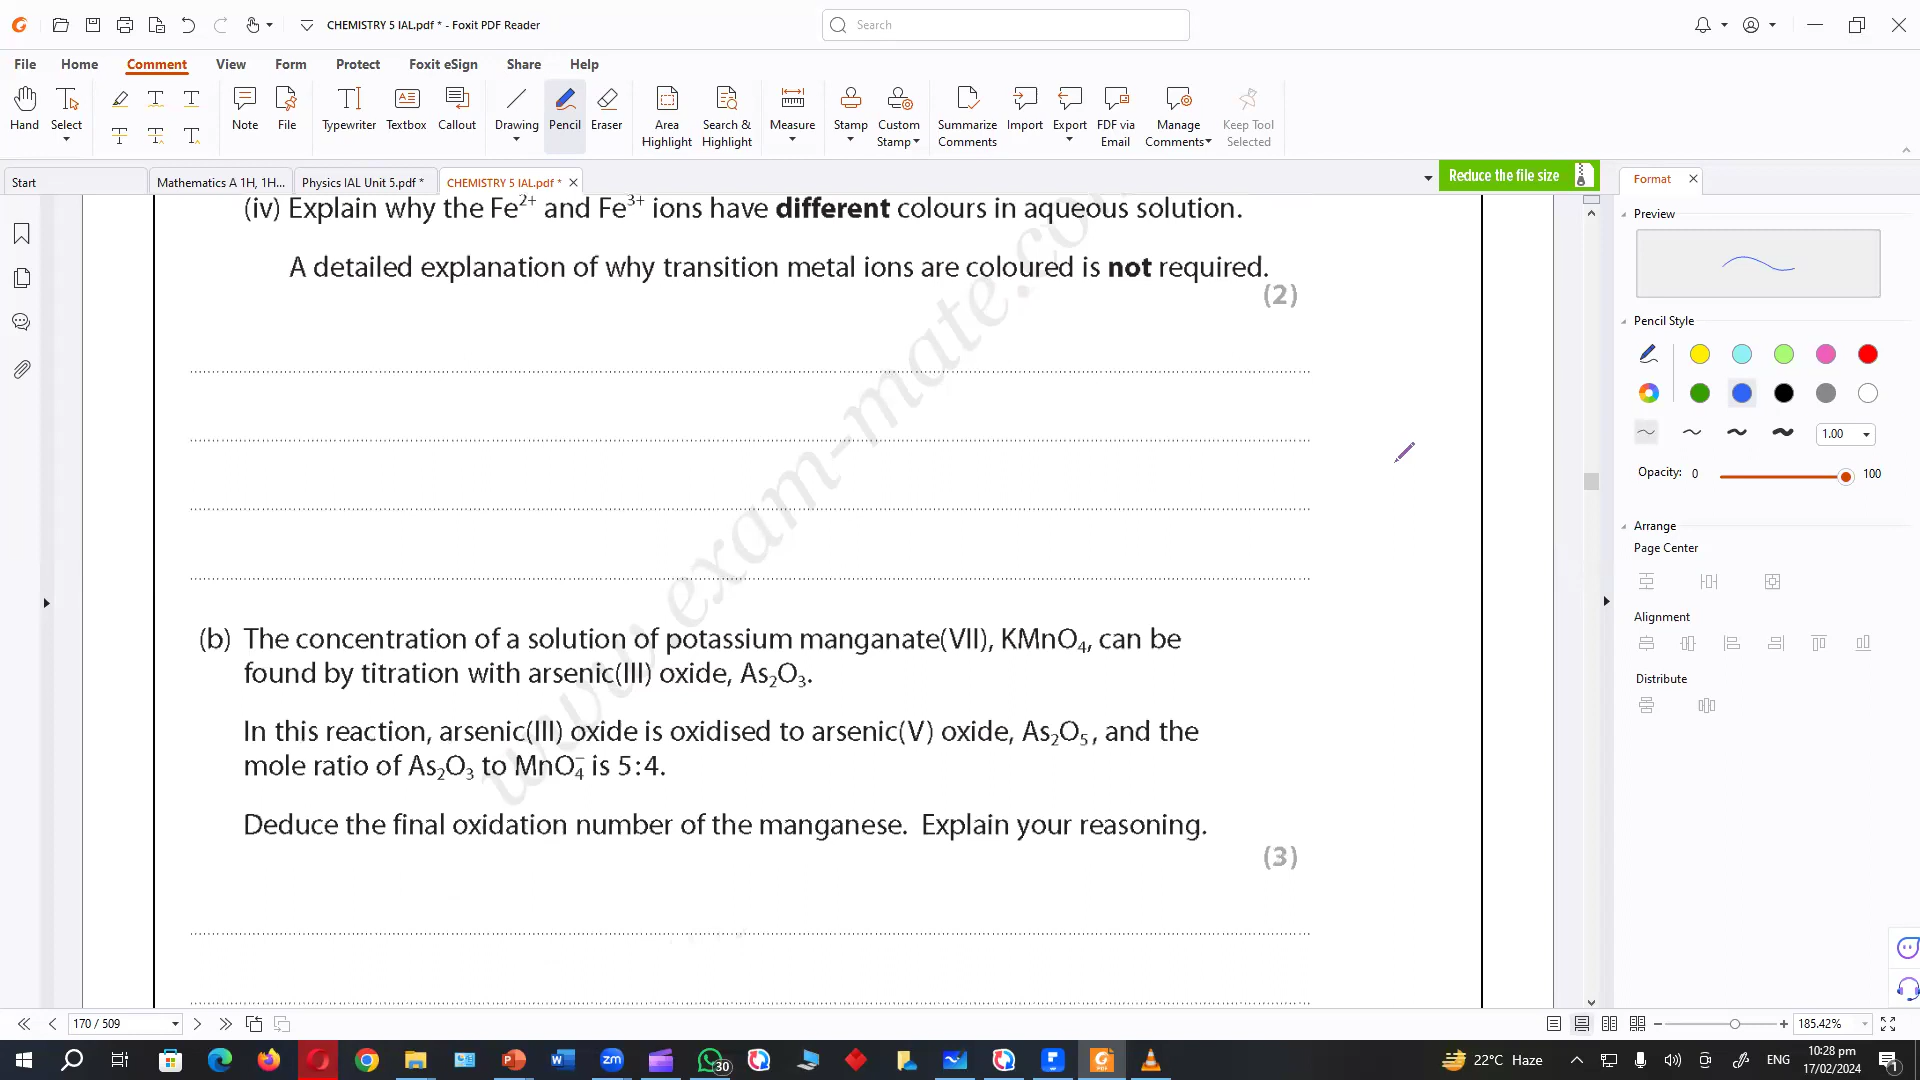 CHEMISTRY 5 IAL.pdf * - Foxit PDF Reader
Search
File Home Comment View Form Protect Foxit eSign Share Help
Hand Select Note File Typewriter Textbox Callout Drawing Pencil Eraser Area Highlight Search & Highlight Measure Stamp Custom Stamp Summarize Comments Import Export FDF via Email Manage Comments Keep Tool Selected
Start Mathematics A 1H, 1H... Physics IAL Unit 5.pdf * CHEMISTRY 5 IAL.pdf * Reduce the file size Format
(iv) Explain why the Fe²⁺ and Fe³⁺ ions have different colours in aqueous solution.
A detailed explanation of why transition metal ions are coloured is not required.
(2)
www.exam-mate.co
(b) The concentration of a solution of potassium manganate(VII), KMnO₄, can be
found by titration with arsenic(III) oxide, As₂O₃.
In this reaction, arsenic(III) oxide is oxidised to arsenic(V) oxide, As₂O₅, and the
mole ratio of As₂O₃ to MnO₄⁻ is 5:4.
Deduce the final oxidation number of the manganese. Explain your reasoning.
(3)
Preview
Pencil Style
1.00
Opacity: 0 100
Arrange
Page Center
Alignment
Distribute
170 / 509
185.42%
zm
30
22°C Haze
ENG
10:28 pm
17/02/2024
1